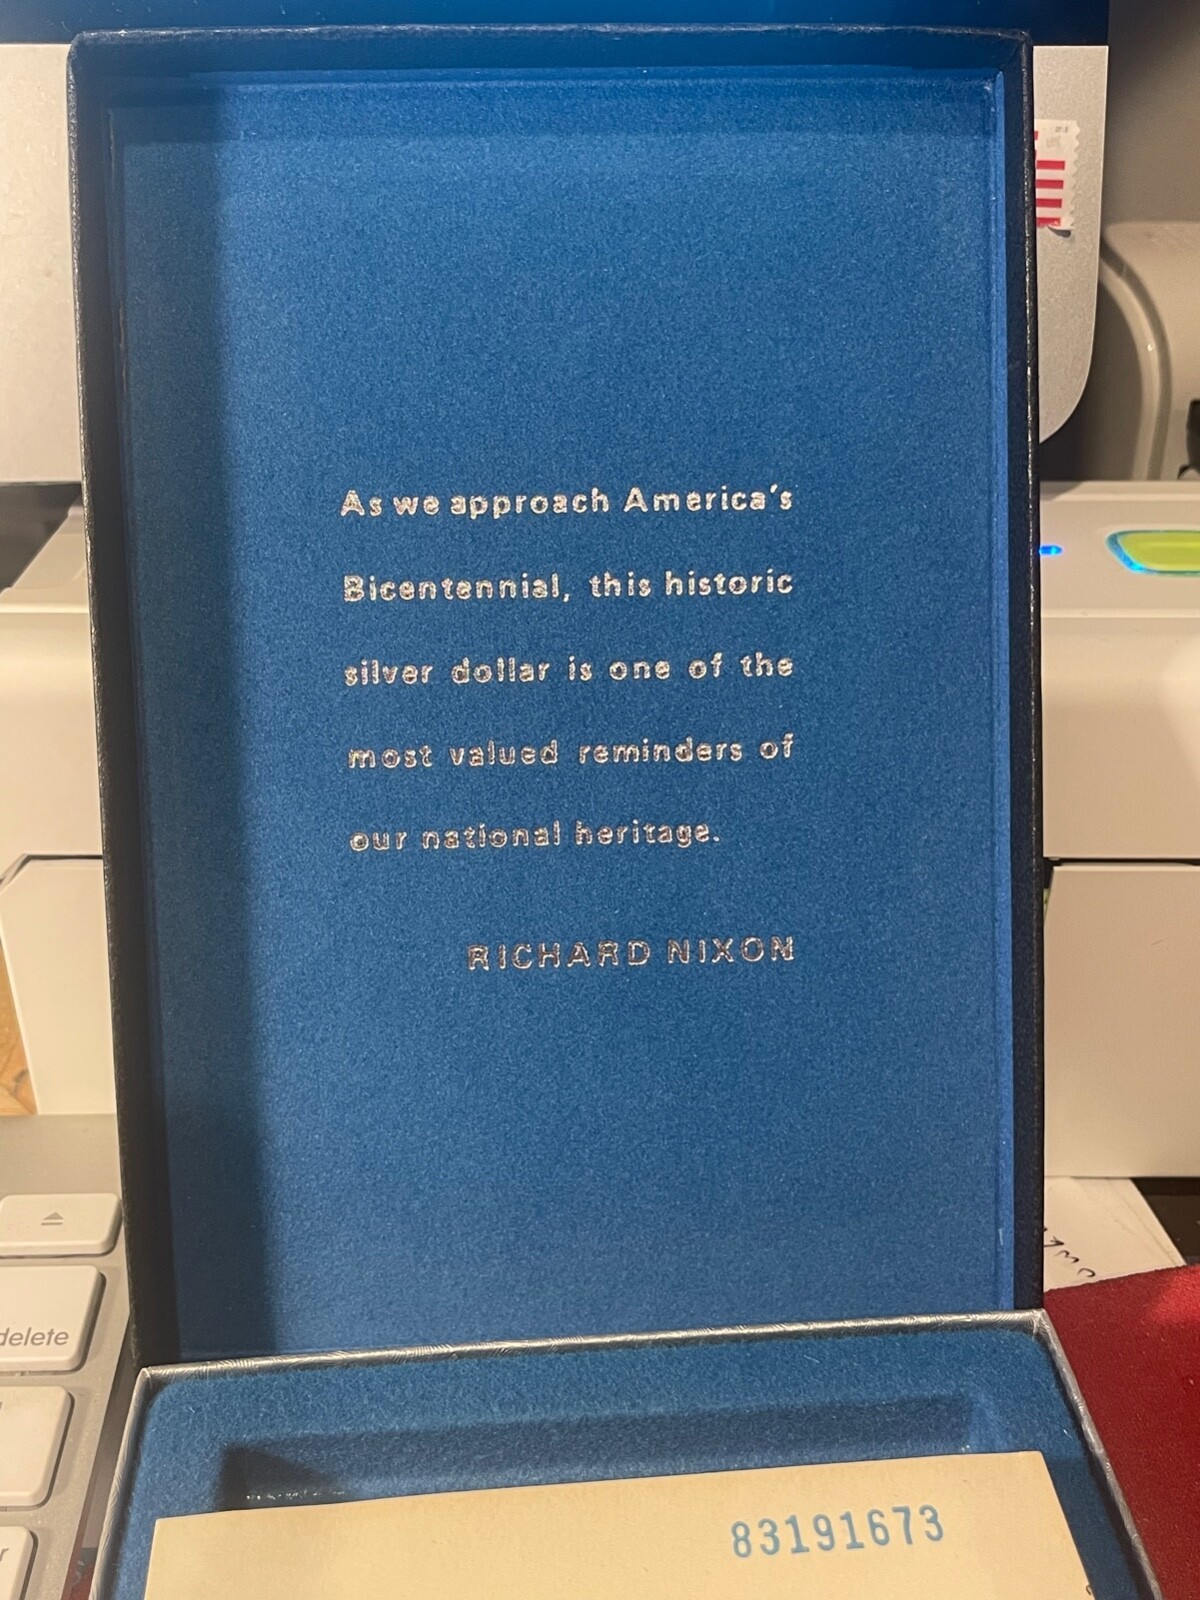 As we approach America's
Bicentennial, this historic
silver dollar is one of the
most valued reminders of
our national heritage.
RICHARD NIXON
delete
83191673